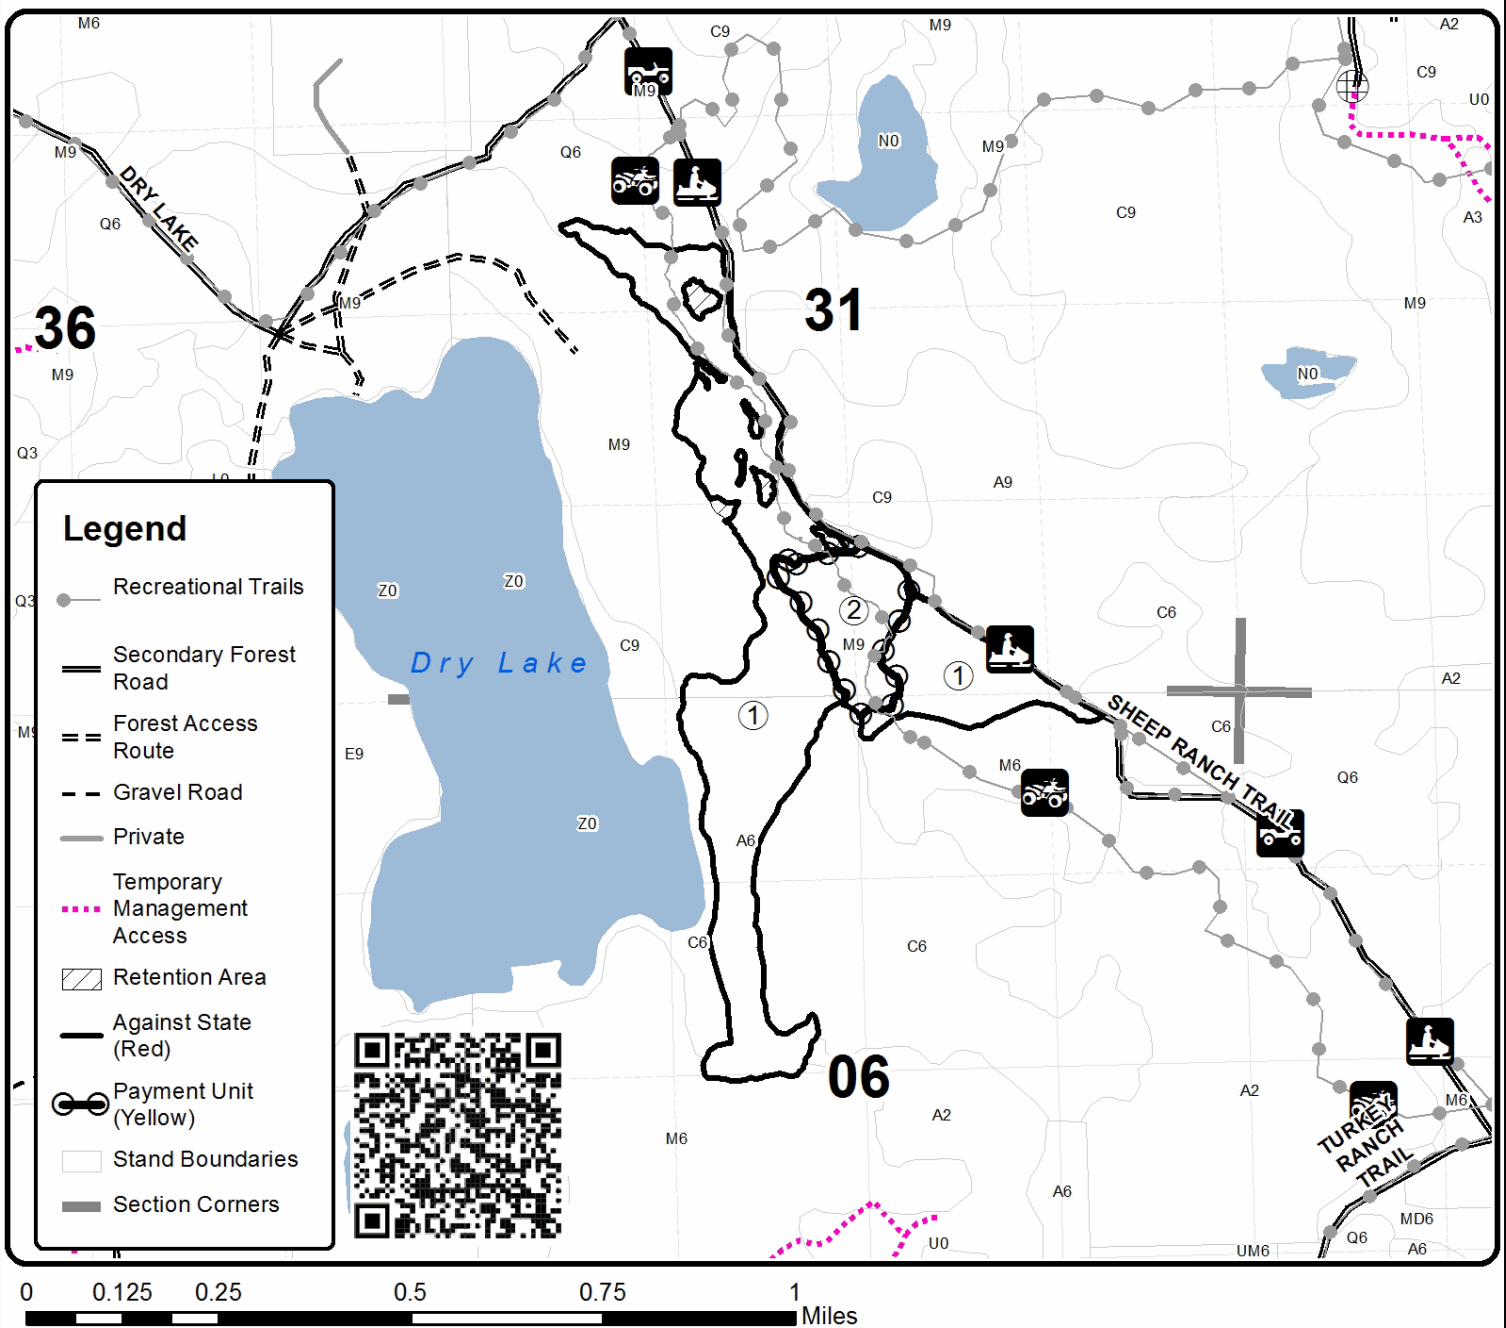 M6
C9
M9
A2
C9
U0
M9
M9
Q6
N0
M9
DRY LAKE
Q6
C9
A3
M9
31
36
M9
M9
N0
M9
Q3
M9
C9
A9
Legend
Recreational Trails
Secondary Forest
Road
Forest Access
Route
Gravel Road
Private
Temporary
Management
Access
Retention Area
Against State
(Red)
Payment Unit
(Yellow)
Stand Boundaries
Section Corners
Q3
Z0
Z0
2
C6
M9
C9
Dry Lake
1
A2
1
SHEEP RANCH TRAIL
C6
M9
E9
M6
Q6
Z0
A6
C6
C6
06
A2
A2
M6
M6
TURKEY
RANCH
TRAIL
A6
MD6
U0
UM6
Q6
A6
0 0.125 0.25 0.5 0.75 1
Miles